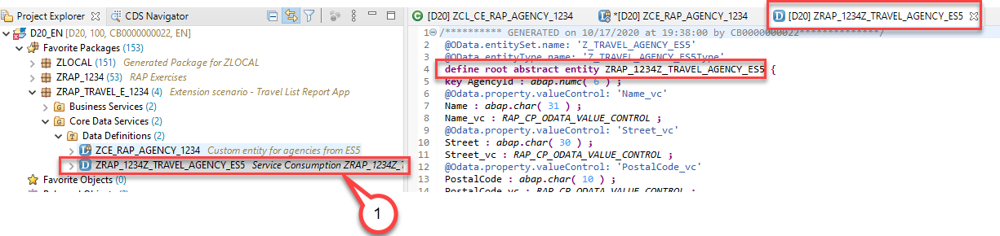 Project Explorer
CDS Navigator
D20_EN [D20, 100, CB0000000022, EN]
Favorite Packages (153)
ZLOCAL (151) Generated Package for ZLOCAL
ZRAP_1234 (53) RAP Exercises
ZRAP_TRAVEL_E_1234 (4) Extension scenario - Travel List Report App
Business Services (2)
Core Data Services (2)
Data Definitions (2)
ZCE_RAP_AGENCY_1234 Custom entity for agencies from ES5
ZRAP_1234Z_TRAVEL_AGENCY_ES5 Service Consumption ZRAP_1234Z_
Favorite Objects (0)
1
[D20] ZCL_CE_RAP_AGENCY_1234
*[D20] ZCE_RAP_AGENCY_1234
[D20] ZRAP_1234Z_TRAVEL_AGENCY_ES5
1 /********** GENERATED on 10/17/2020 at 19:38:00 by CB0000000022**************/
2 @OData.entitySet.name: 'Z_TRAVEL_AGENCY_ES5'
3 @OData.entityType.name: 'Z_TRAVEL_AGENCY_ES5Type'
4 define root abstract entity ZRAP_1234Z_TRAVEL_AGENCY_ES5 {
5 key AgencyId : abap.numc( 6 ) ;
6 @Odata.property.valueControl: 'Name_vc'
7 Name : abap.char( 31 ) ;
8 Name_vc : RAP_CP_ODATA_VALUE_CONTROL ;
9 @Odata.property.valueControl: 'Street_vc'
10 Street : abap.char( 30 ) ;
11 Street_vc : RAP_CP_ODATA_VALUE_CONTROL ;
12 @Odata.property.valueControl: 'PostalCode_vc'
13 PostalCode : abap.char( 10 ) ;
14 PostalCode_vc : RAP_CP_ODATA_VALUE_CONTROL ;